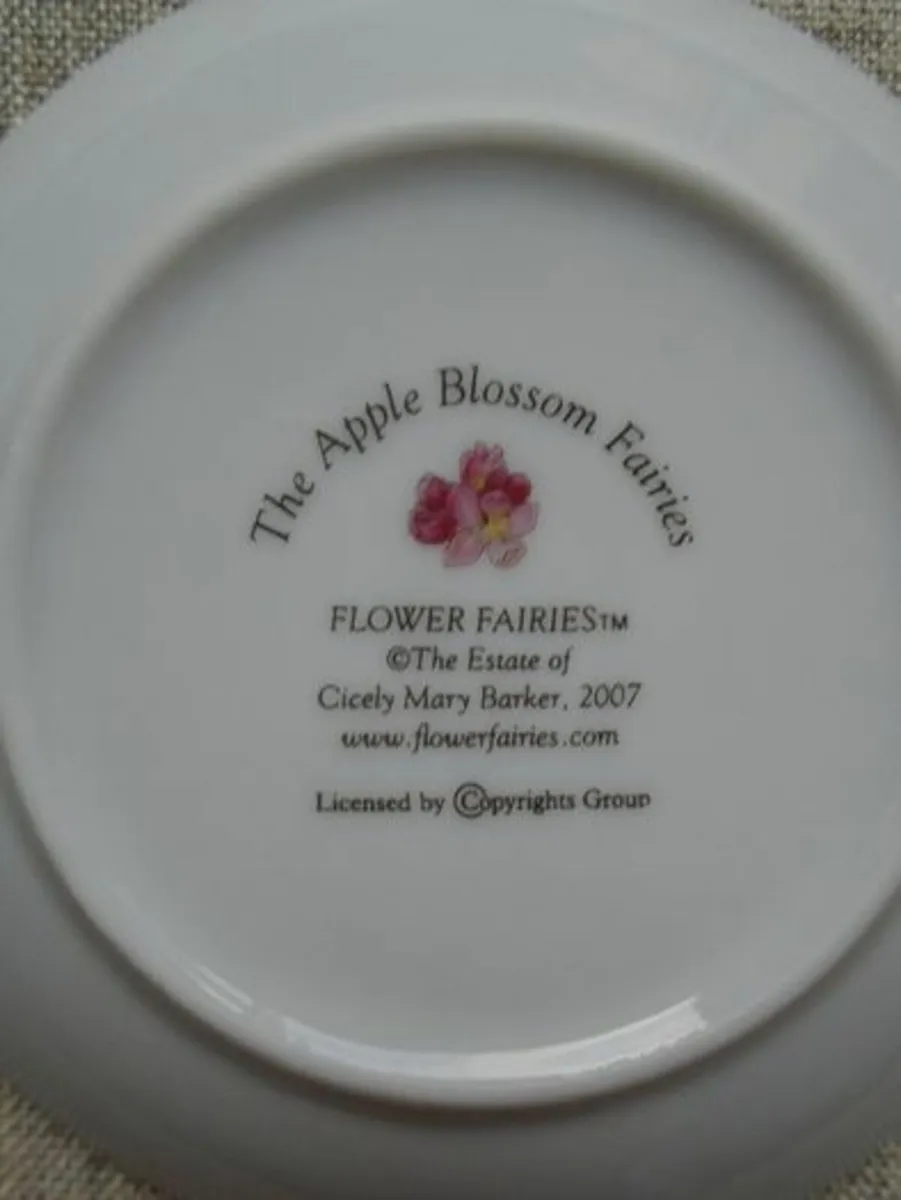 The Apple Blossom Fairies
FLOWER FAIRIES™
©The Estate of
Cicely Mary Barker, 2007
www.flowerfairies.com
Licensed by ©opyrights Group